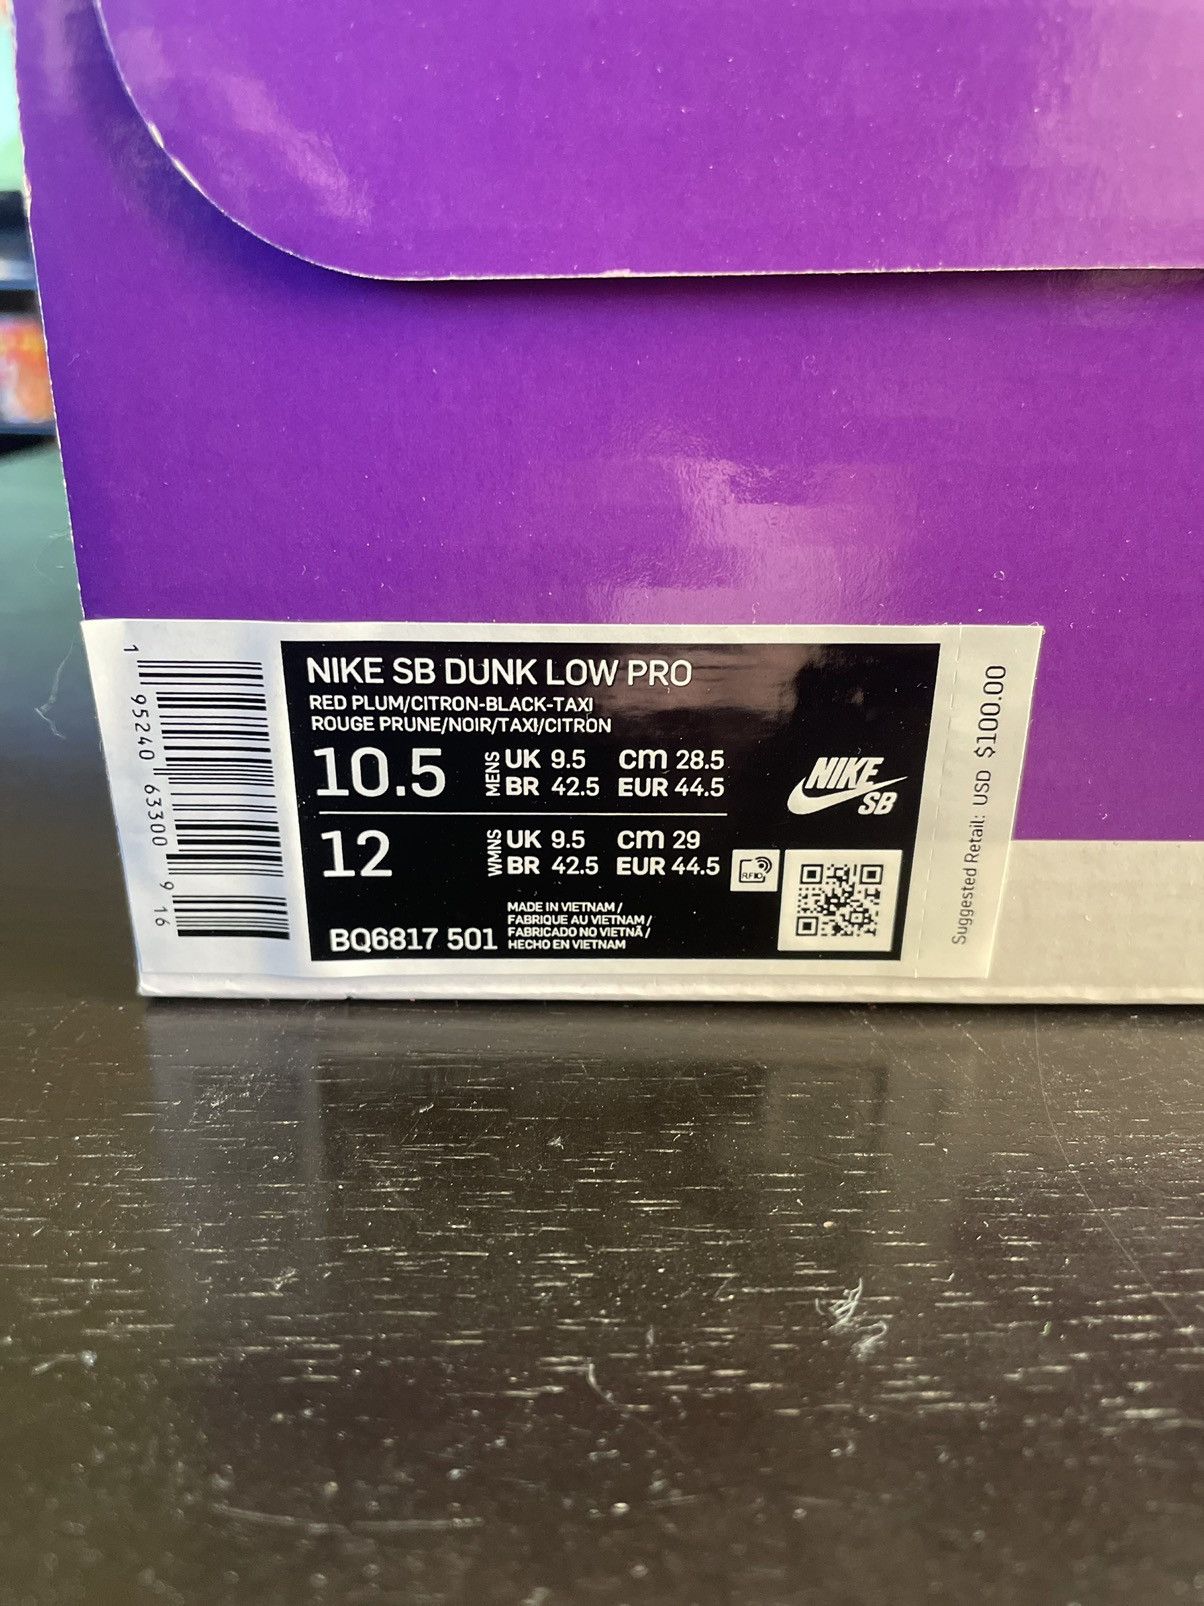 1 95240 63300 9 16
NIKE SB DUNK LOW PRO
RED PLUM/CITRON-BLACK-TAXI
ROUGE PRUNE/NOIR/TAXI/CITRON
10.5 MENS UK 9.5 cm 28.5
BR 42.5 EUR 44.5
12 WMNS UK 9.5 cm 29
BR 42.5 EUR 44.5
RFID
NIKE
SB
BQ6817 501
MADE IN VIETNAM /
FABRIQUE AU VIETNAM /
FABRICADO NO VIETNÃ /
HECHO EN VIETNAM
Suggested Retail: USD $100.00